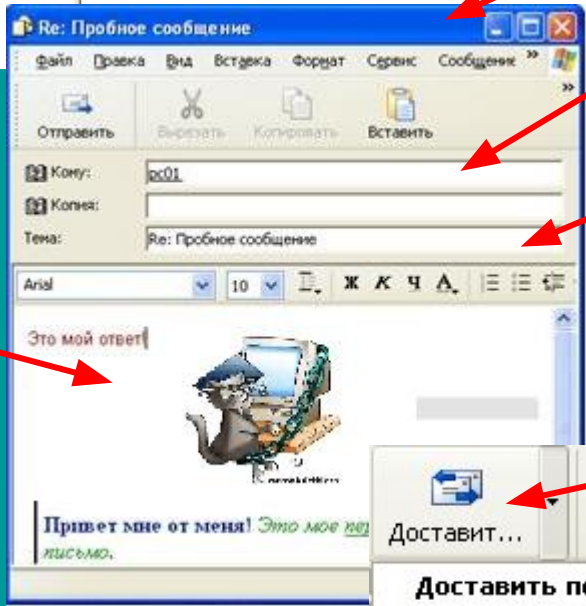 Re: Пробное сообщение
Файл Правка Вид Вставка Формат Сервис Сообщение »
»
Отправить Вырезать Копировать Вставить
Кому: pc01
Копия:
Тема: Re: Пробное сообщение
Arial 10 Ж К Ч А
Это мой ответ!
Привет мне от меня! Это мое
письмо.
Доставит...
Доставить